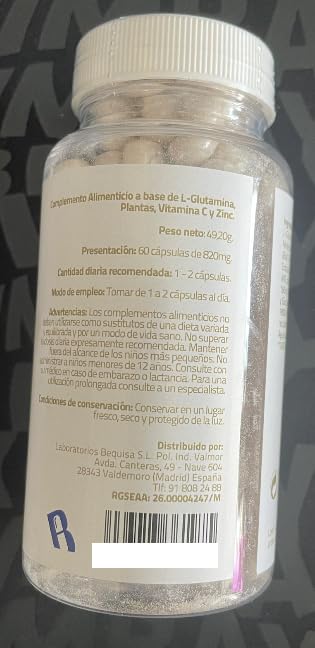 Complemento Alimenticio a base de L-Glutamina,
Plantas, Vitamina C y Zinc.
Peso neto: 49,20g.
Presentación: 60 cápsulas de 820mg.
Cantidad diaria recomendada: 1 - 2 cápsulas.
Modo de empleo: Tomar de 1 a 2 cápsulas al día.
Advertencias: Los complementos alimenticios no
deben utilizarse como sustitutos de una dieta variada
y equilibrada y por un modo de vida sano. No superar
la dosis diaria expresamente recomendada. Mantener
fuera del alcance de los niños más pequeños. No
administrar a niños menores de 12 años. Consulte con
su médico en caso de embarazo o lactancia. Para una
utilización prolongada consulte a un especialista.
Condiciones de conservación: Conservar en un lugar
fresco, seco y protegido de la luz.
Distribuido por:
Laboratorios Bequisa S.L. Pol. Ind. Valmor
Avda. Canteras, 49 - Nave 604
28343 Valdemoro (Madrid) España
Tlf: 91 808 24 88
RGSEAA: 26.00004247/M
R